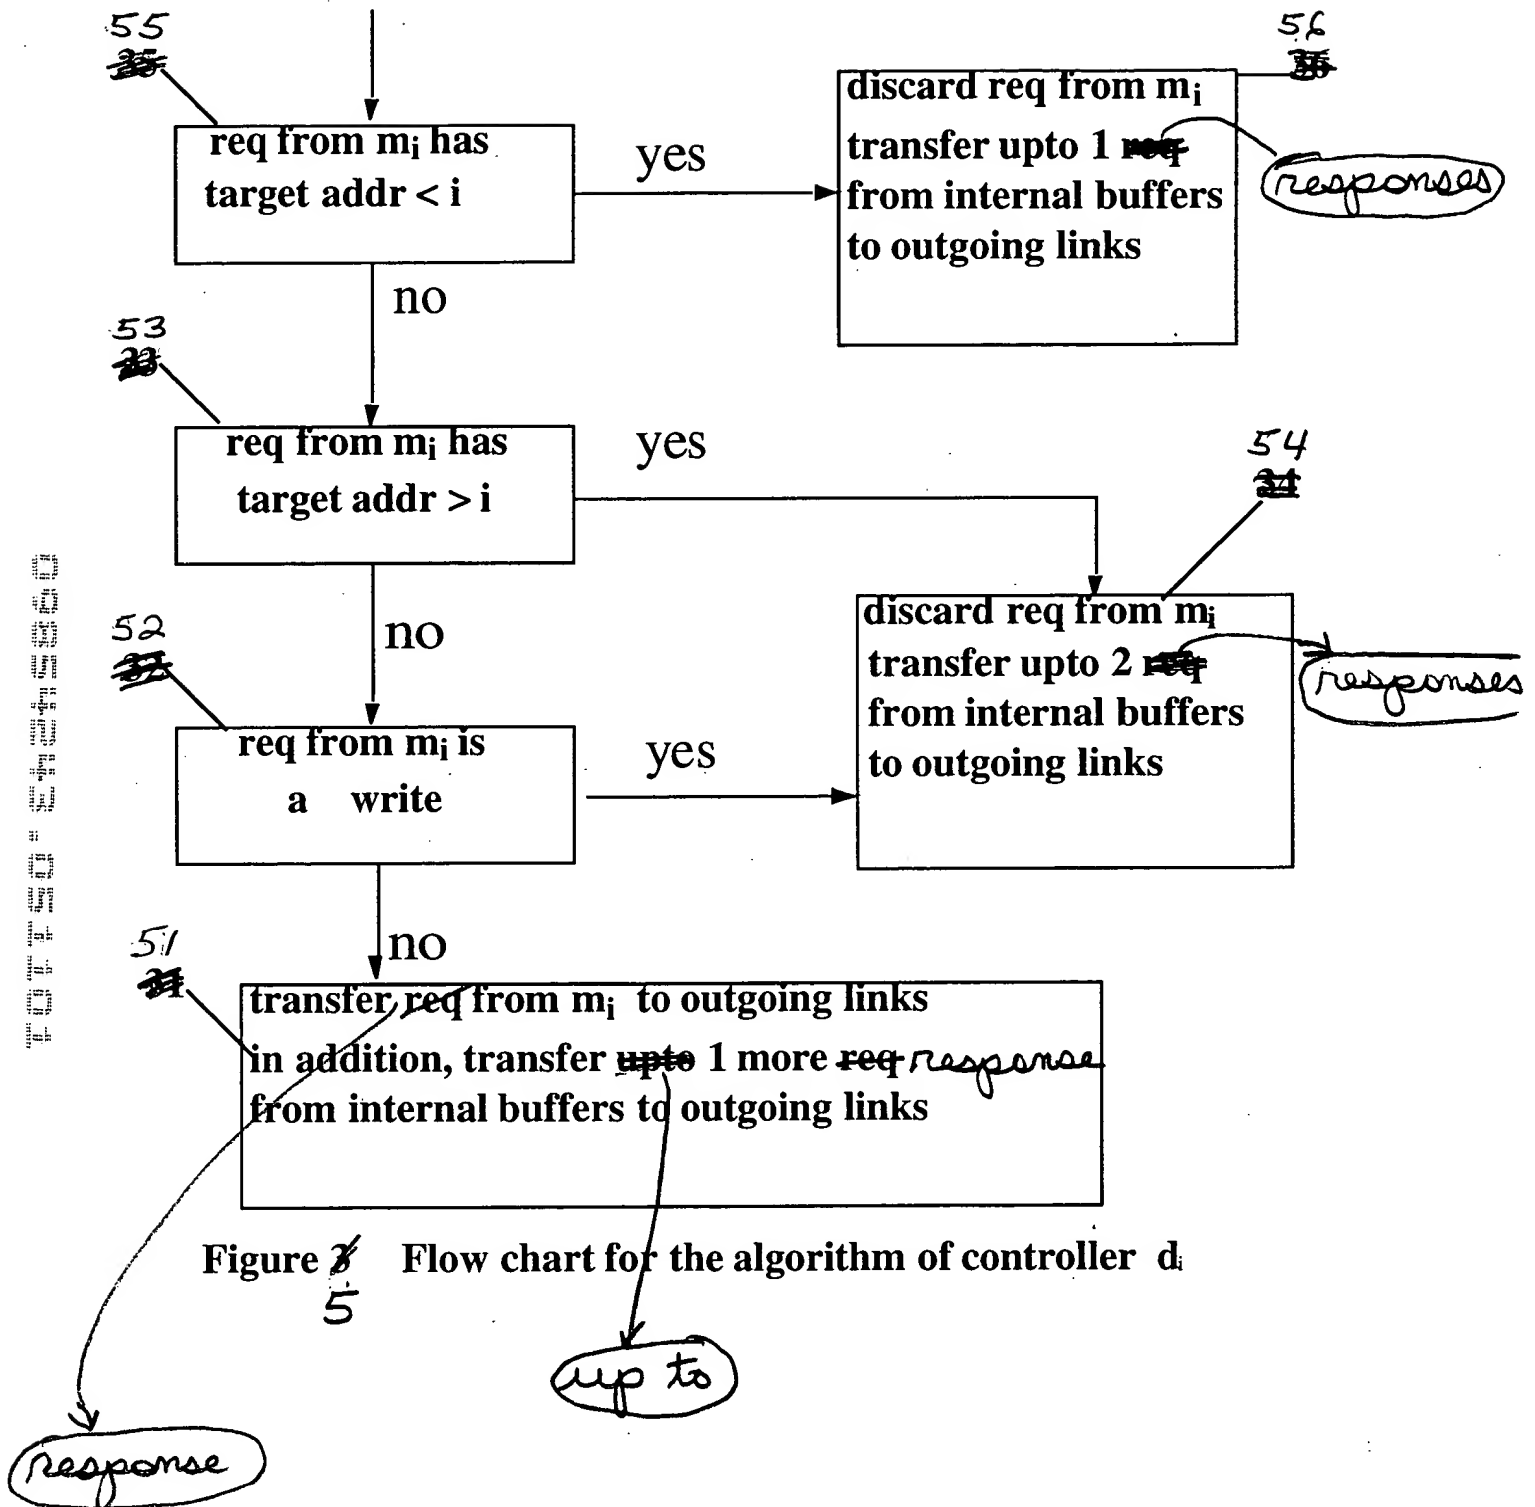 55
35
req from mi has
target addr < i
yes
56
36
discard req from mi
transfer upto 1 req
from internal buffers
to outgoing links
responses
no
53
33
req from mi has
target addr > i
yes
54
34
discard req from mi
transfer upto 2 req
from internal buffers
to outgoing links
responses
no
52
32
req from mi is
a write
yes
no
51
31
transfer req from mi to outgoing links
in addition, transfer upto 1 more req response
from internal buffers to outgoing links
Figure 3 Flow chart for the algorithm of controller di
5
up to
response